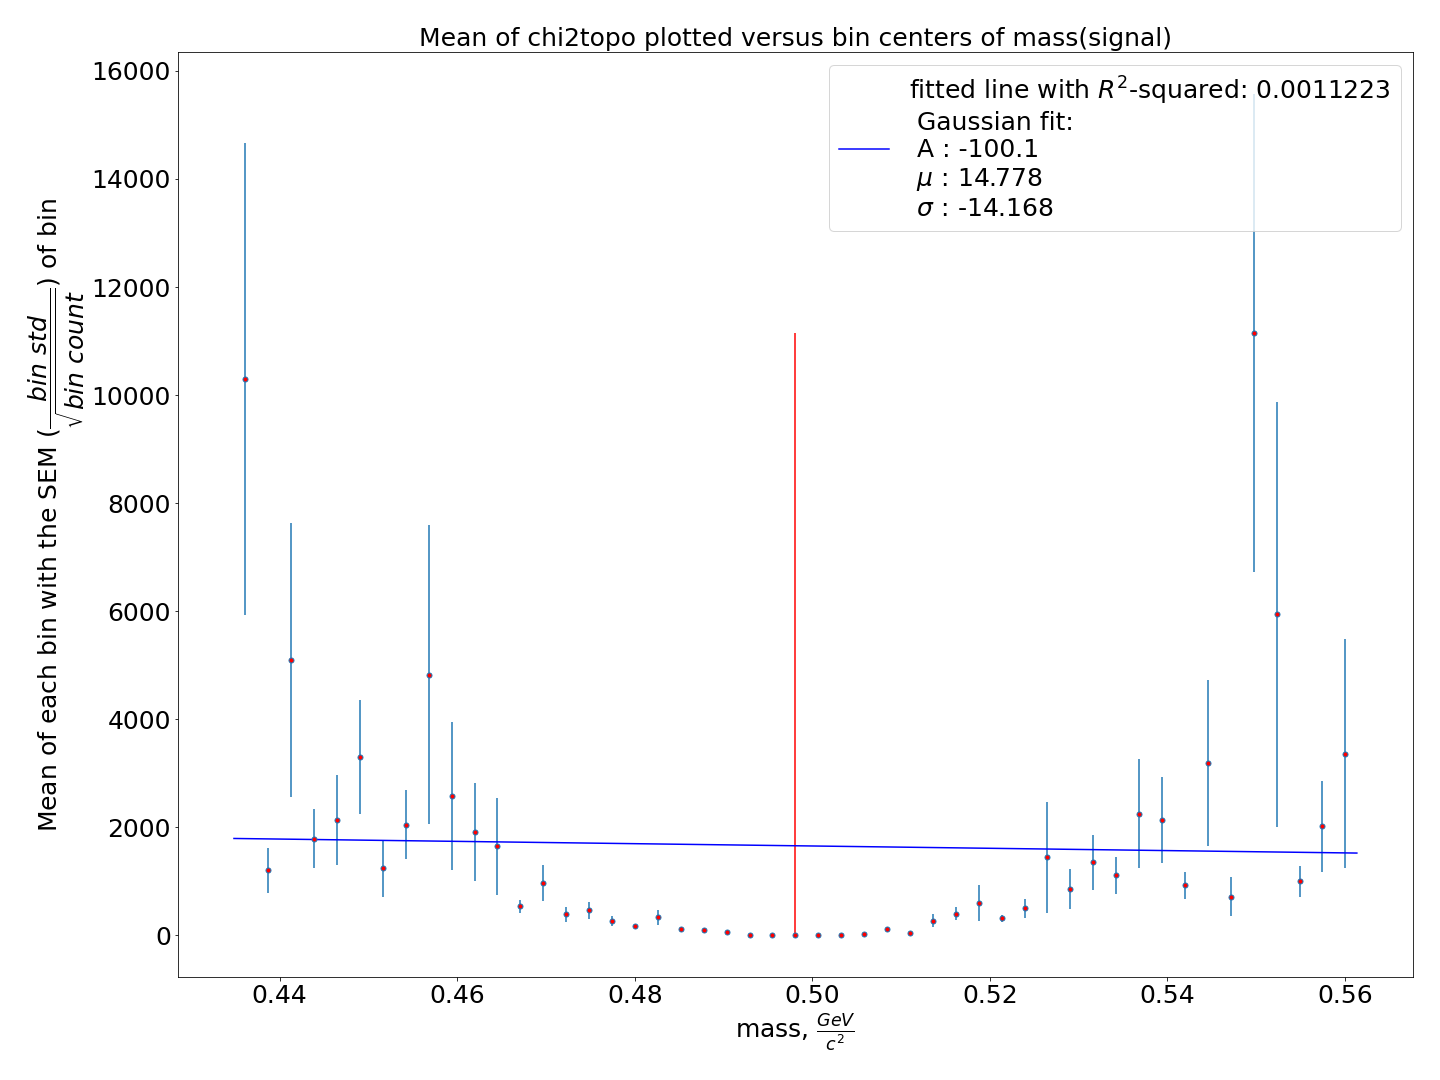 Mean of chi2topo plotted versus bin centers of mass(signal)
fitted line with R²-squared: 0.0011223
Gaussian fit:
A : -100.1
μ : 14.778
σ : -14.168
Mean of each bin with the SEM (bin std / √bin count) of bin
16000
14000
12000
10000
8000
6000
4000
2000
0
0.44 0.46 0.48 0.50 0.52 0.54 0.56
mass, GeV/c²